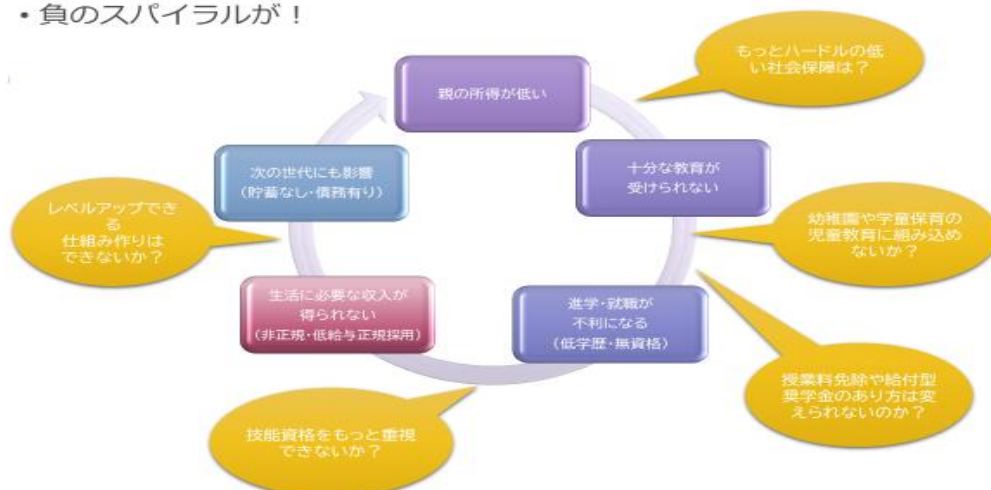 ・負のスパイラルが！
もっとハードルの低
い社会保障は？
親の所得が低い
十分な教育が
受けられない
次の世代にも影響
（貯蓄なし・債務有り）
レベルアップでき
る
仕組み作りは
できないか？
幼稚園や学童保育の
児童教育に組み込め
ないか？
生活に必要な収入が
得られない
（非正規・低給与正規採用）
進学・就職が
不利になる
（低学歴・無資格）
授業料免除や給付型
奨学金のあり方は変
えられないのか？
技能資格をもっと重視
できないか？